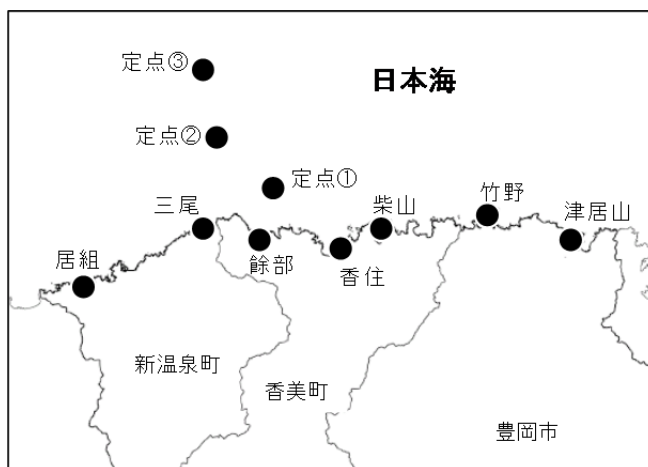 定点③
日本海
定点②
定点①
三尾
柴山
竹野
津居山
居組
餘部
香住
新温泉町
香美町
豊岡市